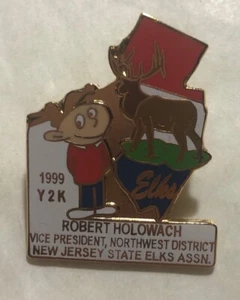 1999
Y2K
Elks
ROBERT HOLOWACH
VICE PRESIDENT, NORTHWEST DISTRICT
NEW JERSEY STATE ELKS ASSN.